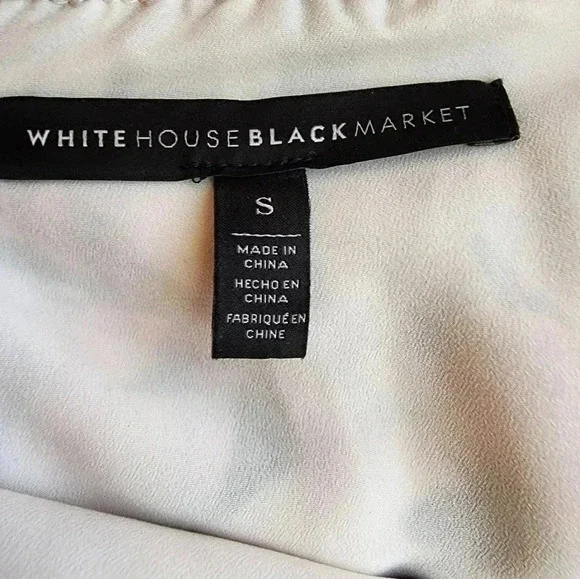 WHITE HOUSE BLACK MARKET
S
MADE IN
CHINA
HECHO EN
CHINA
FABRIQUÉ EN
CHINE